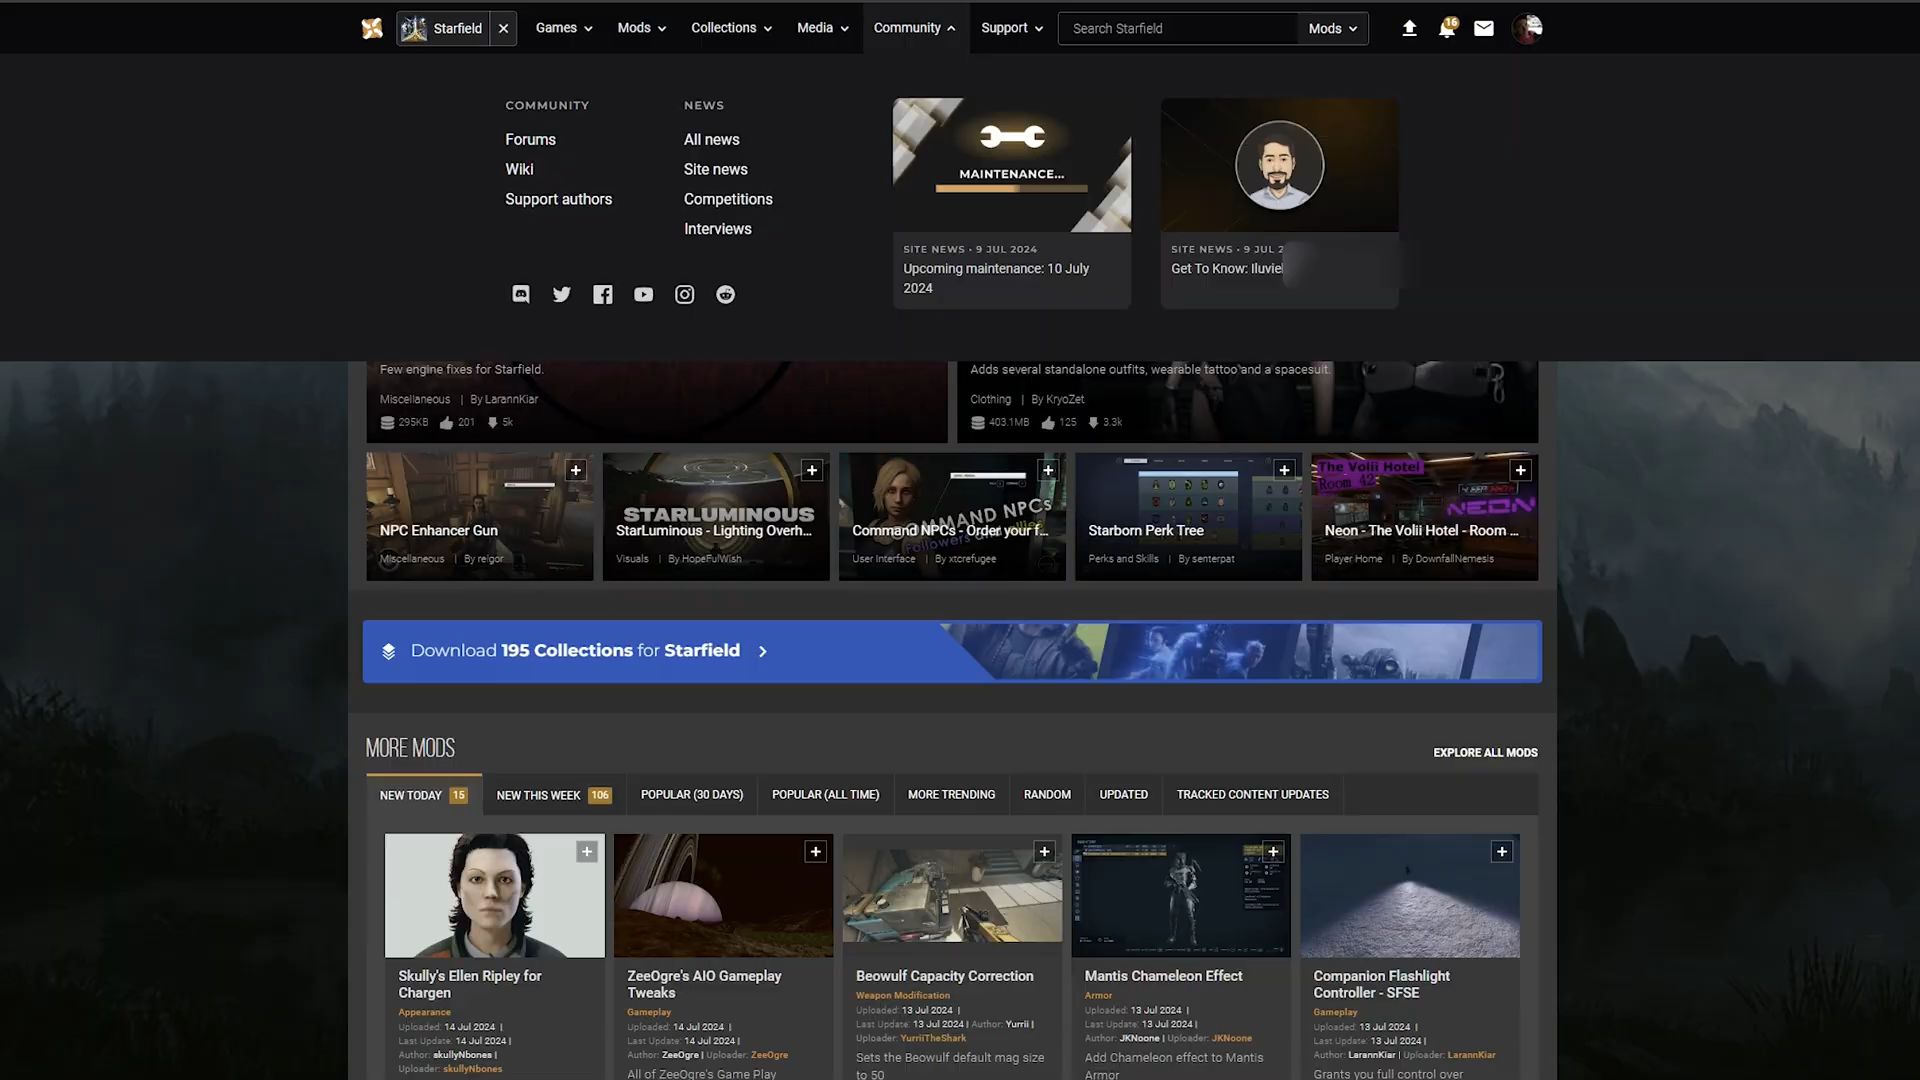 Starfield
Games
Mods
Collections
Media
Community
Support
Search Starfield
Mods
16
COMMUNITY
Forums
Wiki
Support authors
NEWS
All news
Site news
Competitions
Interviews
MAINTENANCE...
SITE NEWS • 9 JUL 2024
Upcoming maintenance: 10 July
2024
SITE NEWS • 9 JUL
Get To Know:
Few engine fixes for Starfield.
Miscellaneous | By LarannKiar
295KB 201 5k
Adds several standalone outfits, wearable tattoo and a spacesuit.
Clothing | By KryoZet
403.1MB 125 3.3k
NPC Enhancer Gun
Miscellaneous | By reigor
STARLUMINOUS
StarLuminous - Lighting Overh...
Visuals | By HopeFulWish
COMMAND NPCs
Command NPCs - Order your f...
User Interface | By xtcrefugee
Starborn Perk Tree
Perks and Skills | By senterpat
The Volii Hotel
Room 42
NEON
Neon - The Volii Hotel - Room ...
Player Home | By DownfallNemesis
Download 195 Collections for Starfield
MORE MODS
EXPLORE ALL MODS
NEW TODAY 15
NEW THIS WEEK 106
POPULAR (30 DAYS)
POPULAR (ALL TIME)
MORE TRENDING
RANDOM
UPDATED
TRACKED CONTENT UPDATES
Skully's Ellen Ripley for
Chargen
Appearance
Uploaded: 14 Jul 2024 |
Last Update: 14 Jul 2024 |
Author: skullyNbones |
Uploader: skullyNbones
ZeeOgre's AIO Gameplay
Tweaks
Gameplay
Uploaded: 14 Jul 2024 |
Last Update: 14 Jul 2024 |
Author: ZeeOgre | Uploader: ZeeOgre
All of ZeeOgre's Game Play
Beowulf Capacity Correction
Weapon Modification
Uploaded: 13 Jul 2024 |
Last Update: 13 Jul 2024 | Author: Yurrii |
Uploader: YurriiTheShark
Sets the Beowulf default mag size
to 50
Mantis Chameleon Effect
Armor
Uploaded: 13 Jul 2024 |
Last Update: 13 Jul 2024 |
Author: JKNoone | Uploader: JKNoone
Add Chameleon effect to Mantis
Armor
Companion Flashlight
Controller - SFSE
Gameplay
Uploaded: 13 Jul 2024 |
Last Update: 13 Jul 2024 |
Author: LarannKiar | Uploader: LarannKiar
Grants you full control over